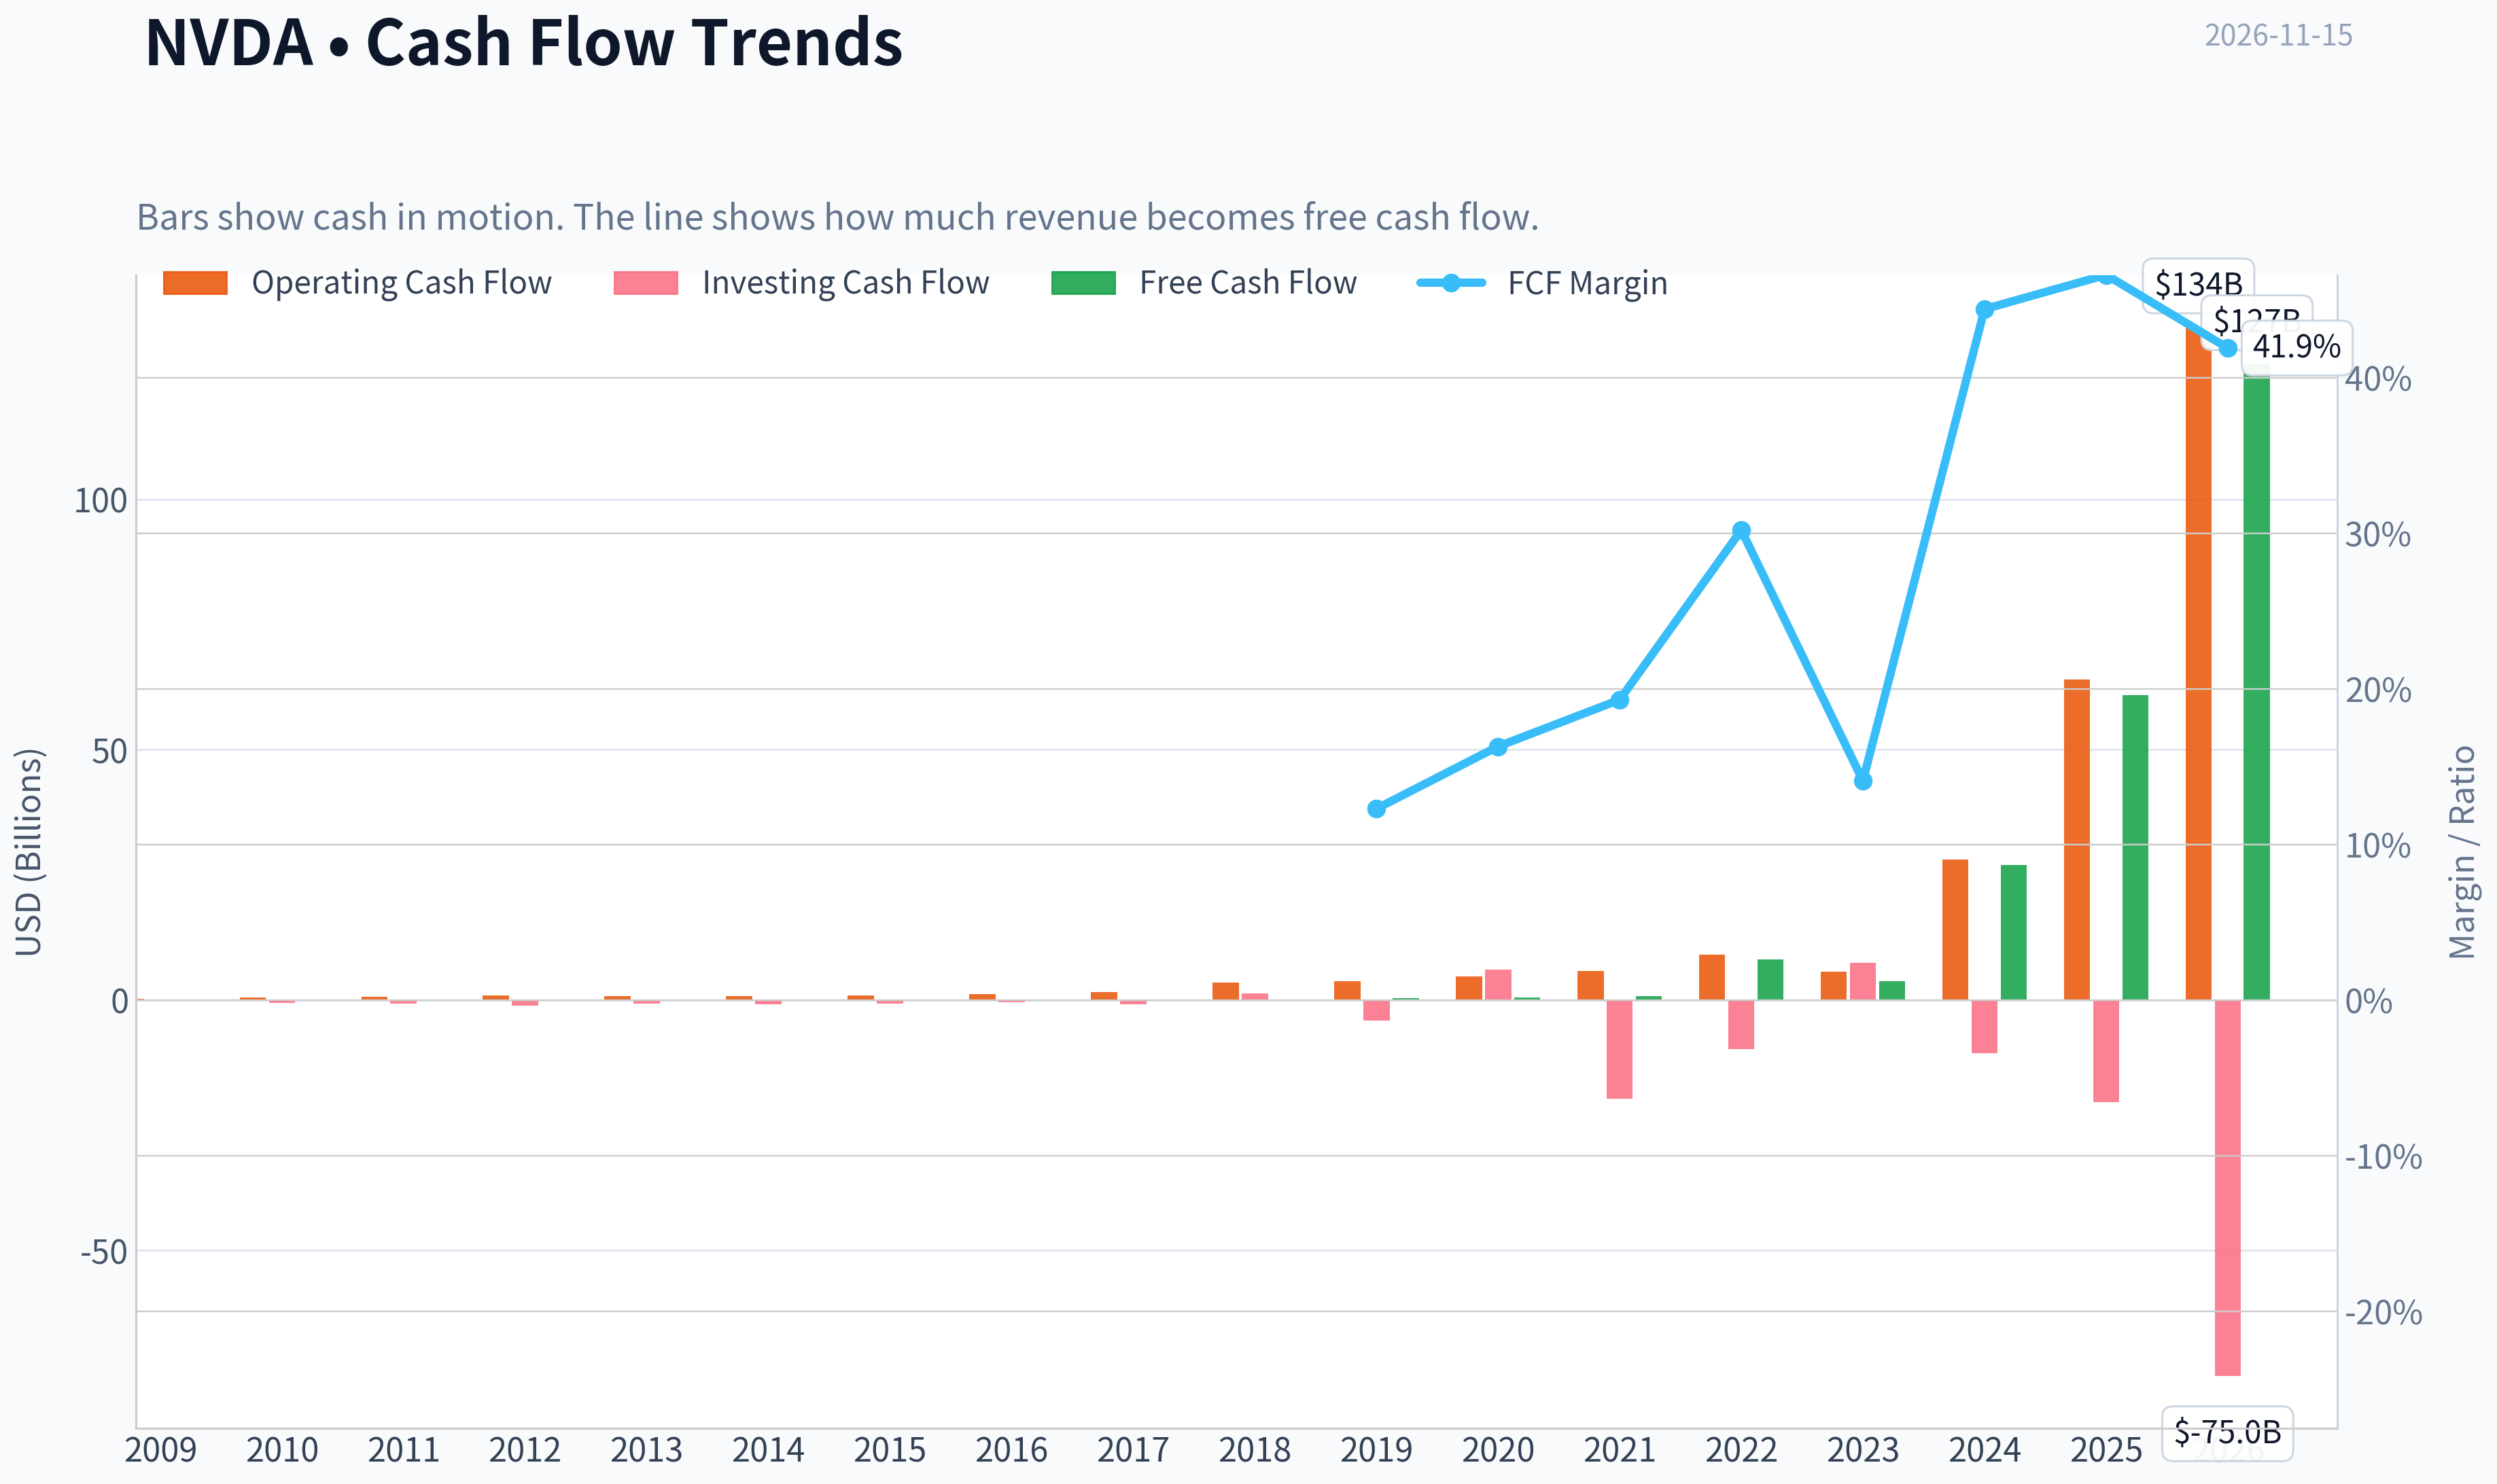 NVDA • Cash Flow Trends
2026-11-15
Bars show cash in motion. The line shows how much revenue becomes free cash flow.
Operating Cash Flow
Investing Cash Flow
Free Cash Flow
FCF Margin
$134B
$127B
41.9%
40%
100
30%
20%
50
10%
0
0%
-10%
-50
-20%
USD (Billions)
Margin / Ratio
$-75.0B
2009 2010 2011 2012 2013 2014 2015 2016 2017 2018 2019 2020 2021 2022 2023 2024 2025 2026